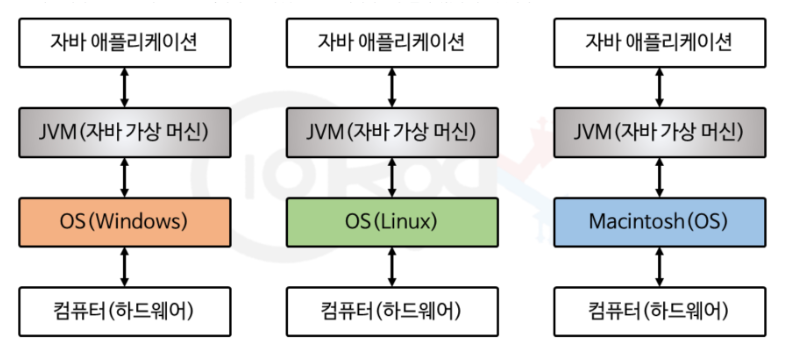 자바 애플리케이션 자바 애플리케이션 자바 애플리케이션
JVM(자바 가상 머신) JVM(자바 가상 머신) JVM(자바 가상 머신)
OS(Windows) OS(Linux) Macintosh(OS)
컴퓨터(하드웨어) 컴퓨터(하드웨어) 컴퓨터(하드웨어)